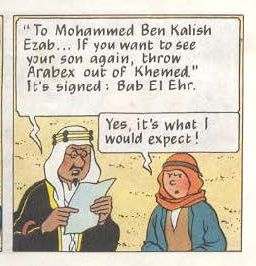 "To Mohammed Ben Kalish
Ezab... If you want to see
your son again, throw
Arabex out of Khemed."
It's signed: Bab El Ehr.
Yes, it's what I
would expect!